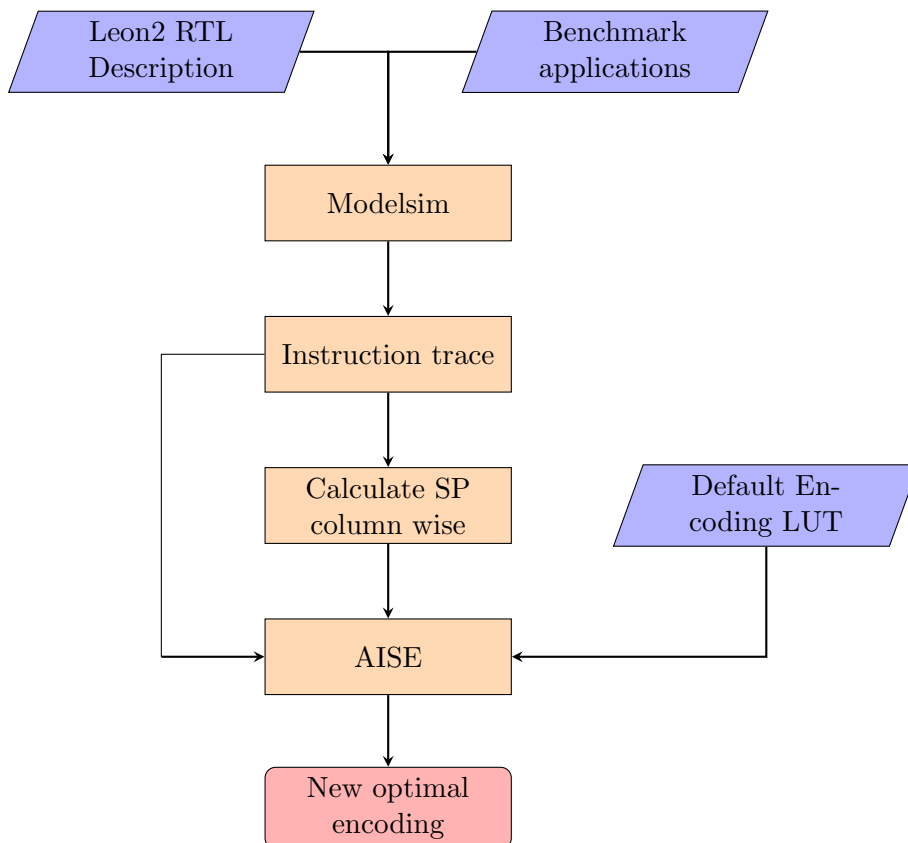 Leon2 RTL
Description
Benchmark
applications
Modelsim
Instruction trace
Calculate SP
column wise
Default En-
coding LUT
AISE
New optimal
encoding